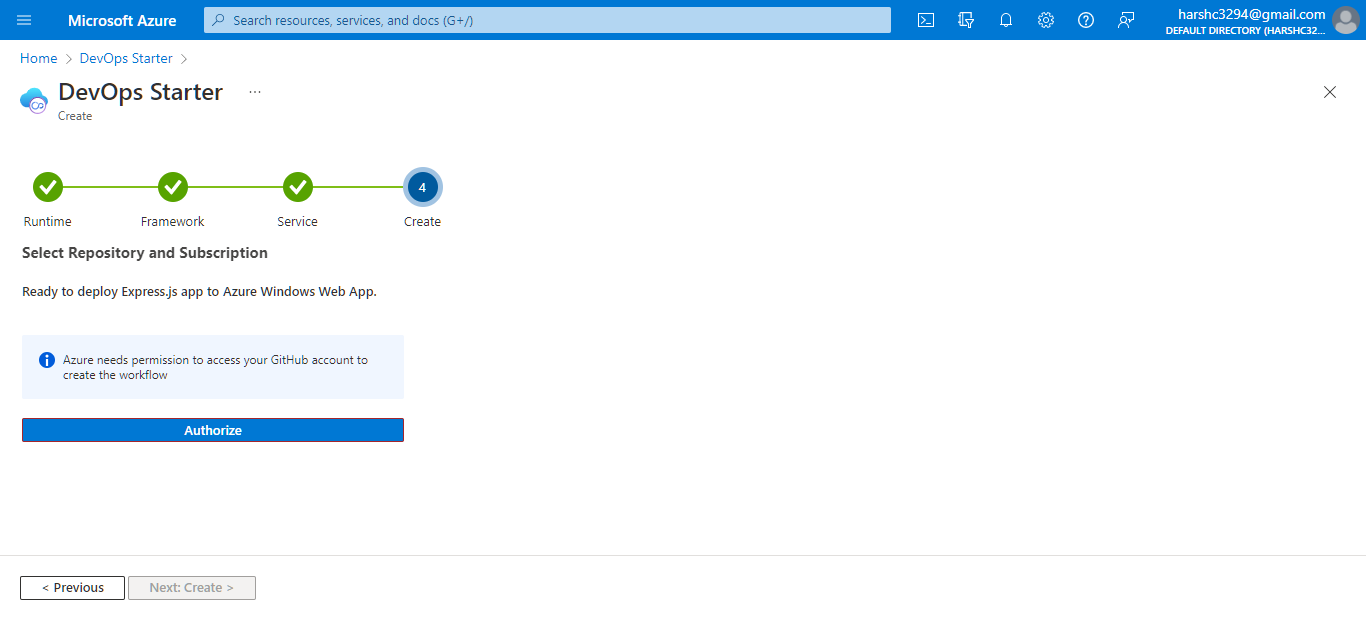 Microsoft Azure
Search resources, services, and docs (G+/)
harshc3294@gmail.com
DEFAULT DIRECTORY (HARSHC32...
Home > DevOps Starter >
DevOps Starter ...
Create
4
Runtime Framework Service Create
Select Repository and Subscription
Ready to deploy Express.js app to Azure Windows Web App.
Azure needs permission to access your GitHub account to
create the workflow
Authorize
< Previous Next: Create >